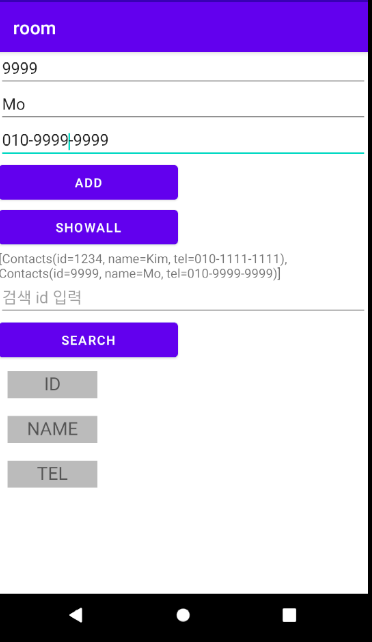 room
9999
Mo
010-9999-9999
ADD
SHOWALL
[Contacts(id=1234, name=Kim, tel=010-1111-1111),
Contacts(id=9999, name=Mo, tel=010-9999-9999)]
검색 id 입력
SEARCH
ID
NAME
TEL